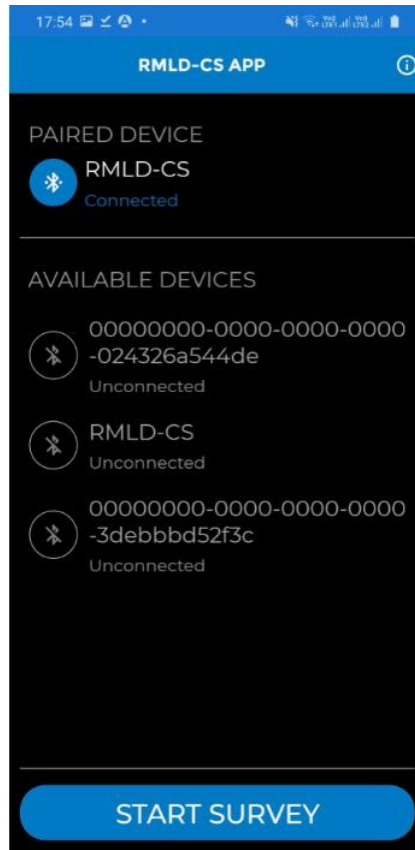 17:54
RMLD-CS APP
PAIRED DEVICE
RMLD-CS
Connected
AVAILABLE DEVICES
00000000-0000-0000-0000
-024326a544de
Unconnected
RMLD-CS
Unconnected
00000000-0000-0000-0000
-3debbbd52f3c
Unconnected
START SURVEY